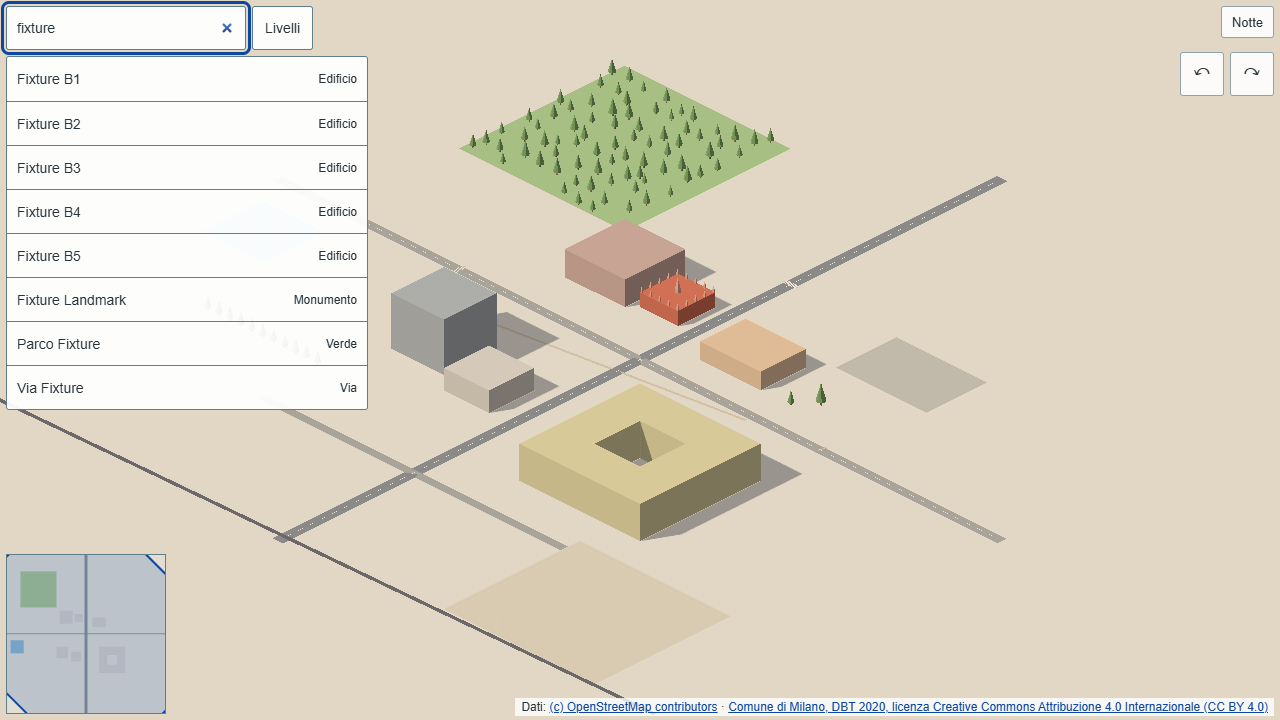 fixture
Livelli
Notte
Fixture B1 Edificio
Fixture B2 Edificio
Fixture B3 Edificio
Fixture B4 Edificio
Fixture B5 Edificio
Fixture Landmark Monumento
Parco Fixture Verde
Via Fixture Via
Dati: (c) OpenStreetMap contributors · Comune di Milano, DBT 2020, licenza Creative Commons Attribuzione 4.0 Internazionale (CC BY 4.0)